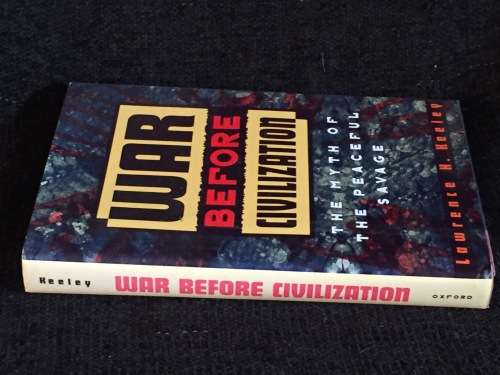 WAR
BEFORE
CIVILIZATION
THE MYTH OF
THE PEACEFUL
SAVAGE
Lawrence H. Keeley
Keeley WAR BEFORE CIVILIZATION OXFORD